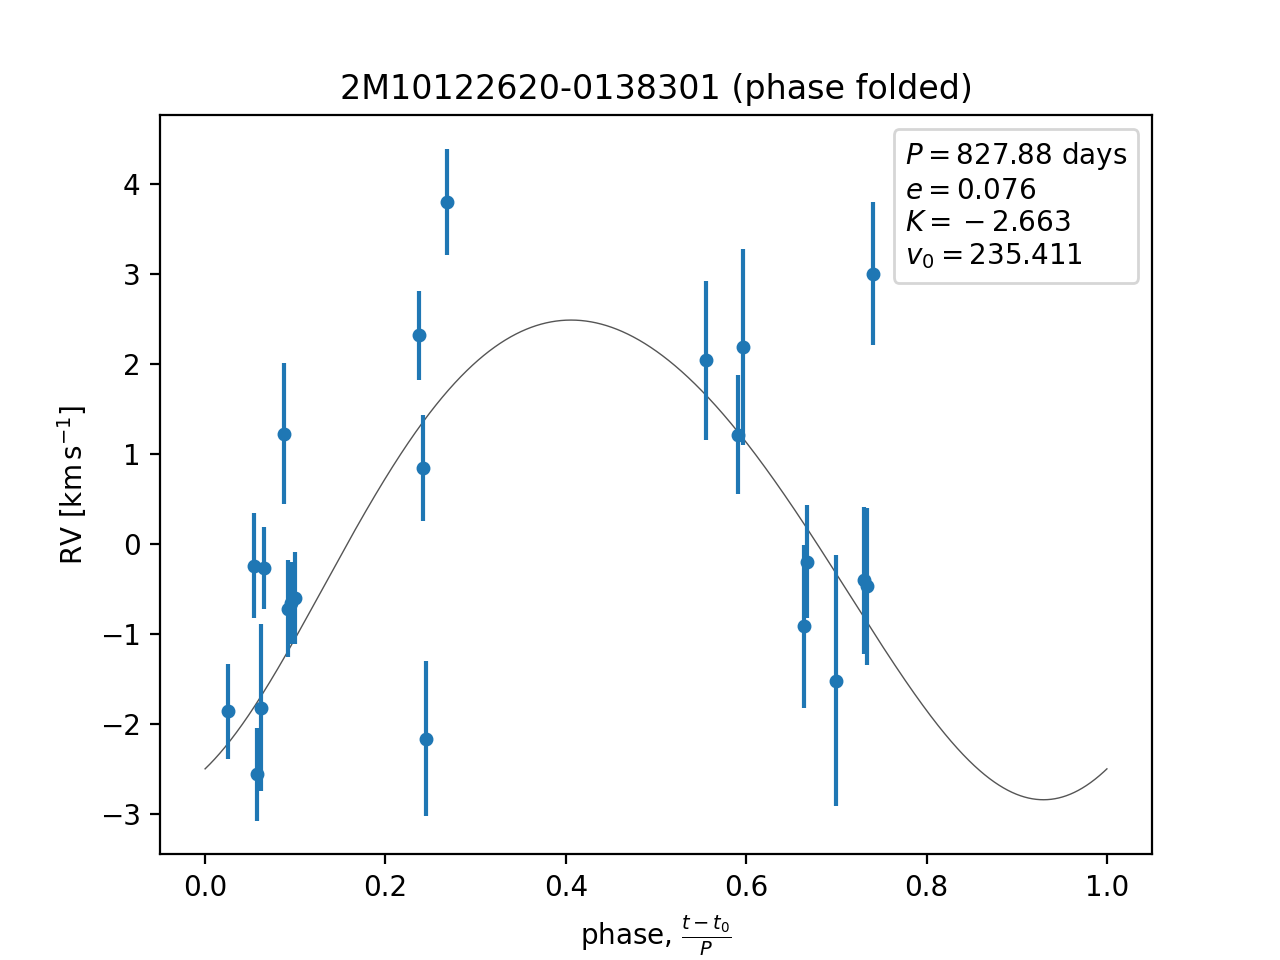 2M10122620-0138301 (phase folded)
P = 827.88 days
e = 0.076
K = −2.663
v₀ = 235.411
4
3
2
1
0
−1
−2
−3
RV [km s⁻¹]
0.0 0.2 0.4 0.6 0.8 1.0
phase, (t − t₀)/P